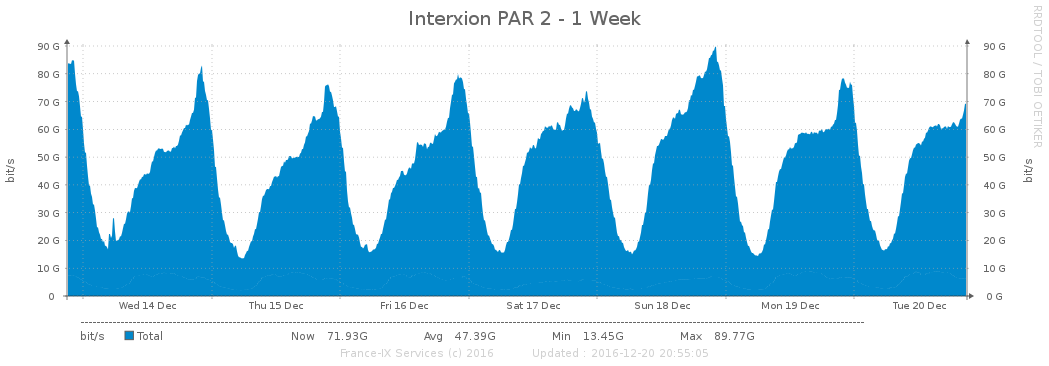 Interxion PAR 2 - 1 Week
RRDTOOL / TOBI OETIKER
bit/s
90 G
80 G
70 G
60 G
50 G
40 G
30 G
20 G
10 G
0
90 G
80 G
70 G
60 G
50 G
40 G
30 G
20 G
10 G
0 G
bit/s
Wed 14 Dec Thu 15 Dec Fri 16 Dec Sat 17 Dec Sun 18 Dec Mon 19 Dec Tue 20 Dec
bit/s Total Now 71.93G Avg 47.39G Min 13.45G Max 89.77G
France-IX Services (c) 2016 Updated : 2016-12-20 20:55:05